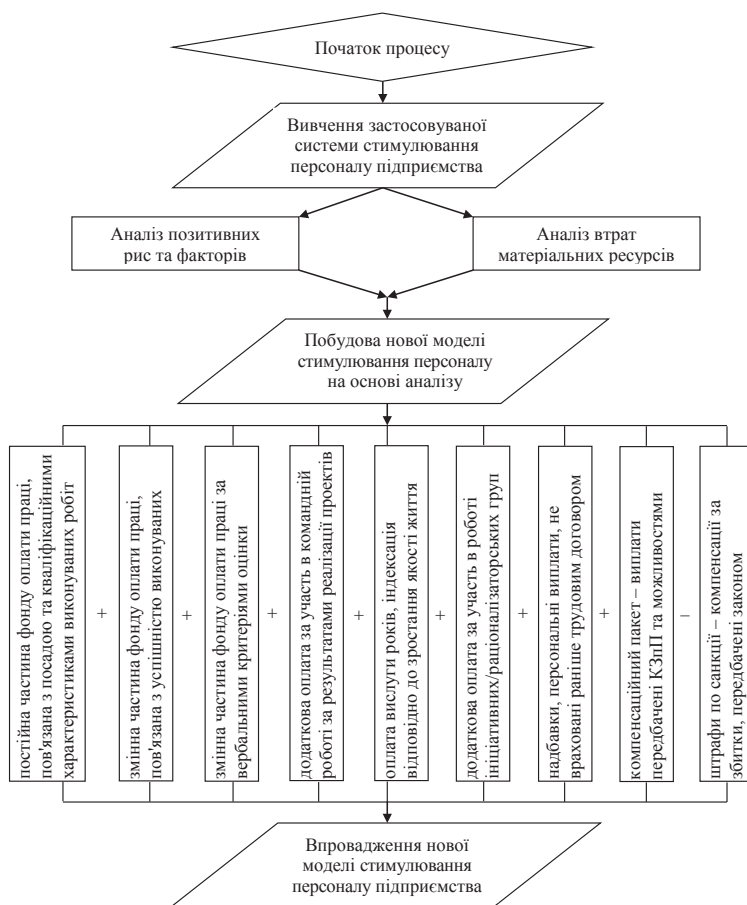 Початок процесу
Вивчення застосовуваної
системи стимулювання
персоналу підприємства
Аналіз позитивних
рис та факторів
Аналіз втрат
матеріальних ресурсів
Побудова нової моделі
стимулювання персоналу
на основі аналізу
постійна частина фонду оплати праці,
пов'язана з посадою та кваліфікаційними
характеристиками виконуваних робіт
+
змінна частина фонду оплати праці,
пов'язана з успішністю виконуваних
+
змінна частина фонду оплати праці за
вербальними критеріями оцінки
+
додаткова оплата за участь в командній
роботі за результатами реалізації проектів
+
оплата вислуги років, індексація
відповідно до зростання якості життя
+
додаткова оплата за участь в роботі
ініціативних/раціоналізаторських груп
+
надбавки, персональні виплати, не
враховані раніше трудовим договором
+
компенсаційний пакет – виплати
передбачені КЗпП та можливостями
–
штрафи по санкції – компенсації за
збитки, передбачені законом
Впровадження нової
моделі стимулювання
персоналу підприємства